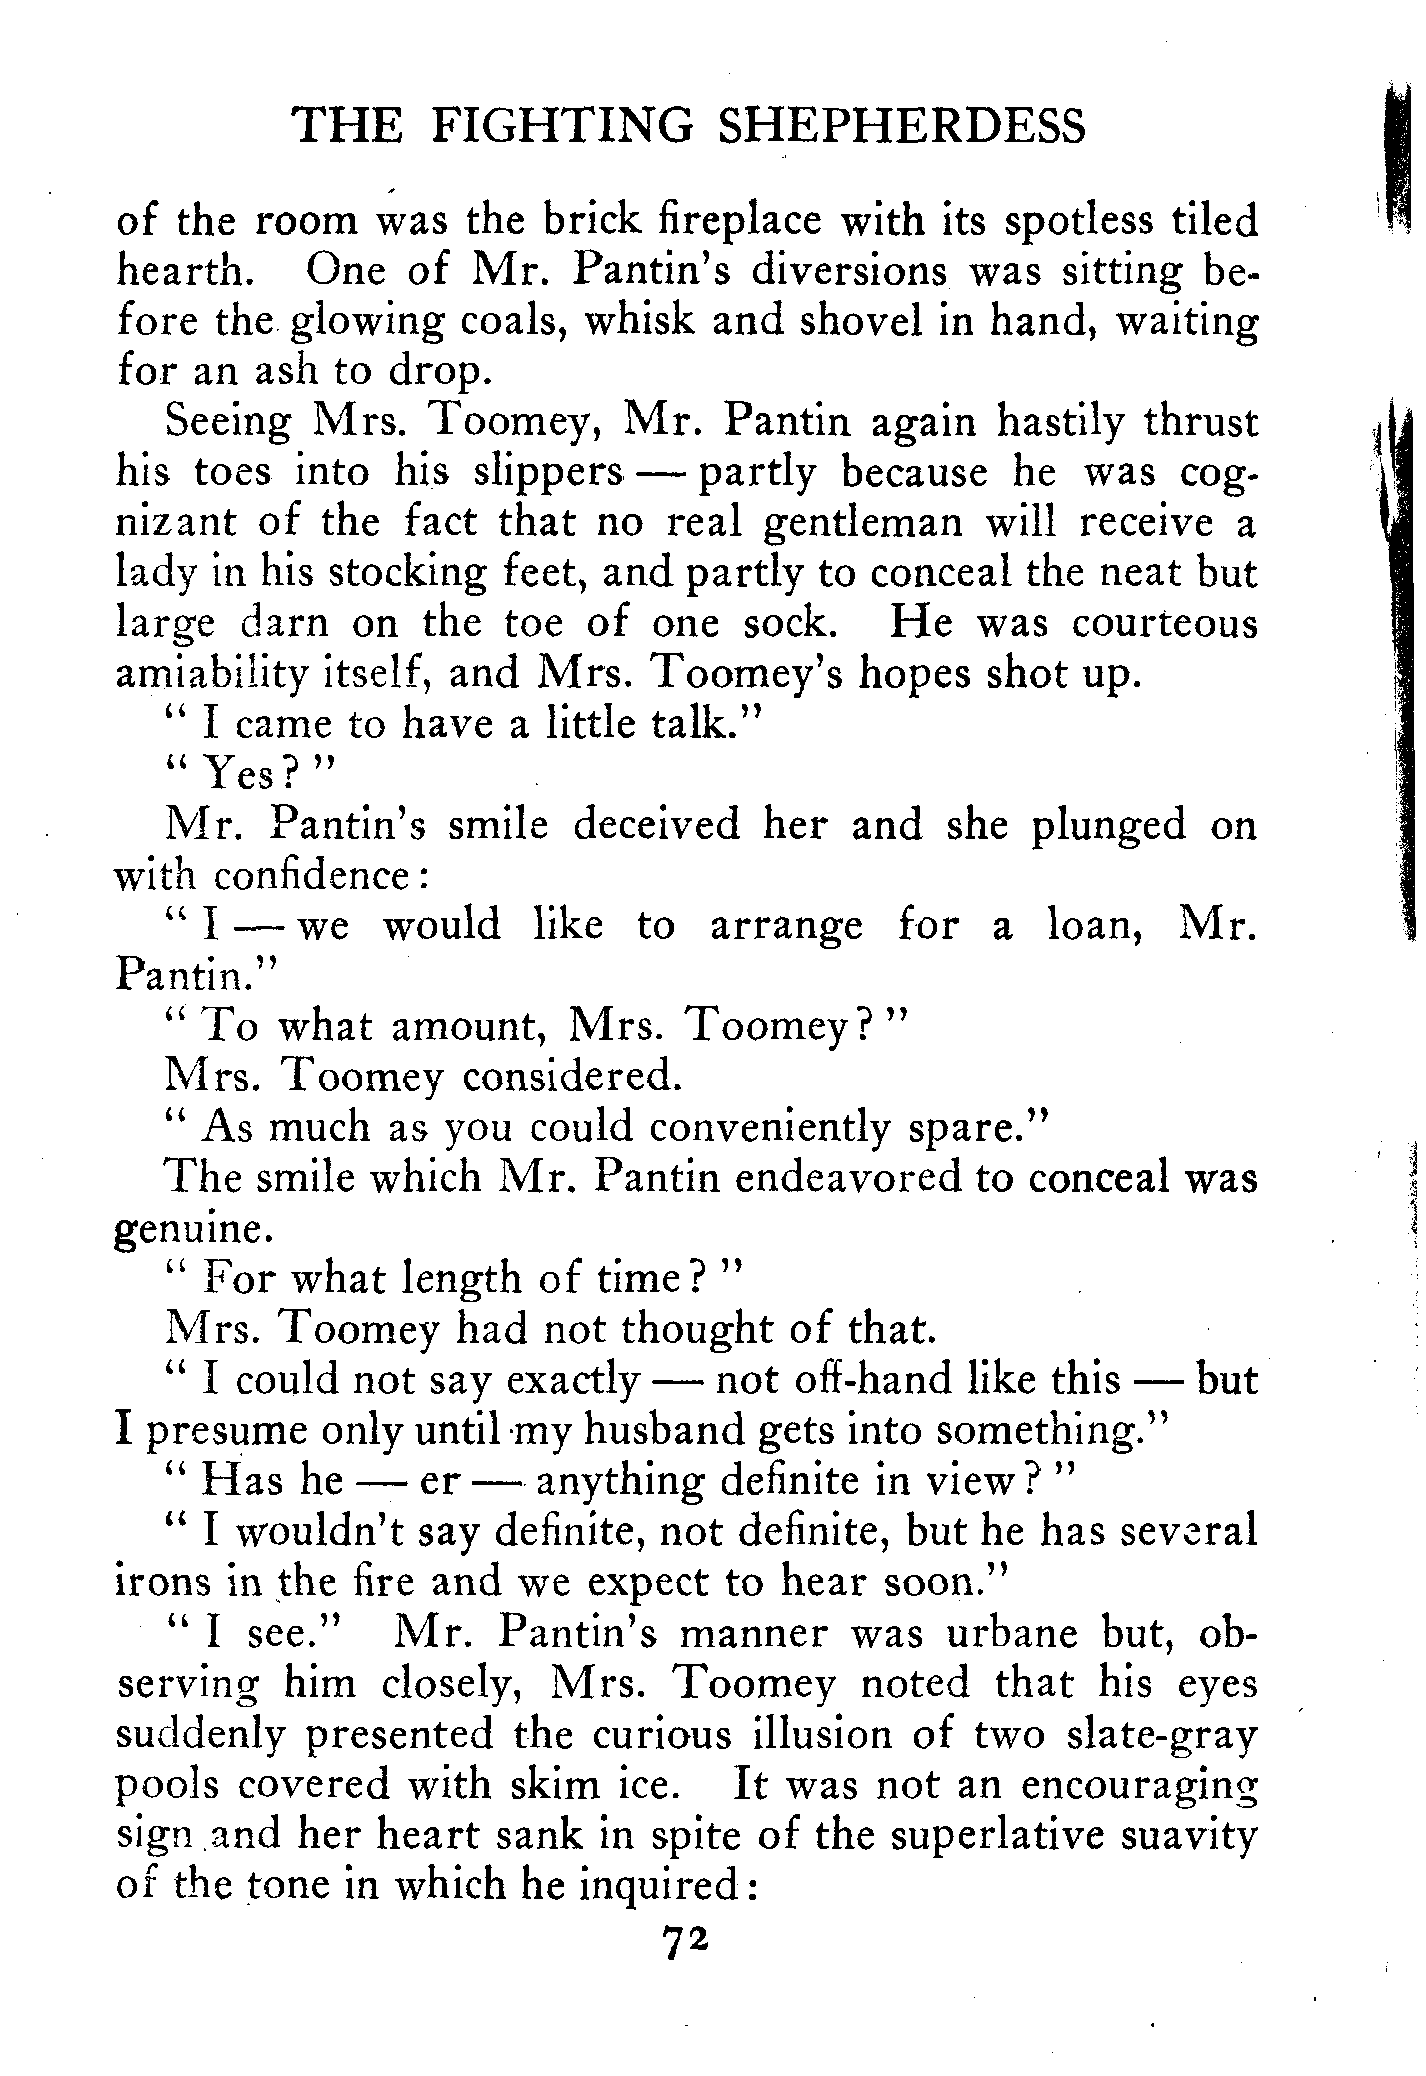 THE FIGHTING SHEPHERDESS
of the room was the brick fireplace with its spotless tiled
hearth. One of Mr. Pantin's diversions was sitting be-
fore the glowing coals, whisk and shovel in hand, waiting
for an ash to drop.
Seeing Mrs. Toomey, Mr. Pantin again hastily thrust
his toes into his slippers — partly because he was cog-
nizant of the fact that no real gentleman will receive a
lady in his stocking feet, and partly to conceal the neat but
large darn on the toe of one sock. He was courteous
amiability itself, and Mrs. Toomey's hopes shot up.
" I came to have a little talk."
" Yes? "
Mr. Pantin's smile deceived her and she plunged on
with confidence:
" I — we would like to arrange for a loan, Mr.
Pantin."
" To what amount, Mrs. Toomey? "
Mrs. Toomey considered.
" As much as you could conveniently spare."
The smile which Mr. Pantin endeavored to conceal was
genuine.
" For what length of time? "
Mrs. Toomey had not thought of that.
" I could not say exactly — not off-hand like this — but
I presume only until my husband gets into something."
" Has he — er — anything definite in view? "
" I wouldn't say definite, not definite, but he has several
irons in the fire and we expect to hear soon."
" I see." Mr. Pantin's manner was urbane but, ob-
serving him closely, Mrs. Toomey noted that his eyes
suddenly presented the curious illusion of two slate-gray
pools covered with skim ice. It was not an encouraging
sign and her heart sank in spite of the superlative suavity
of the tone in which he inquired:
72